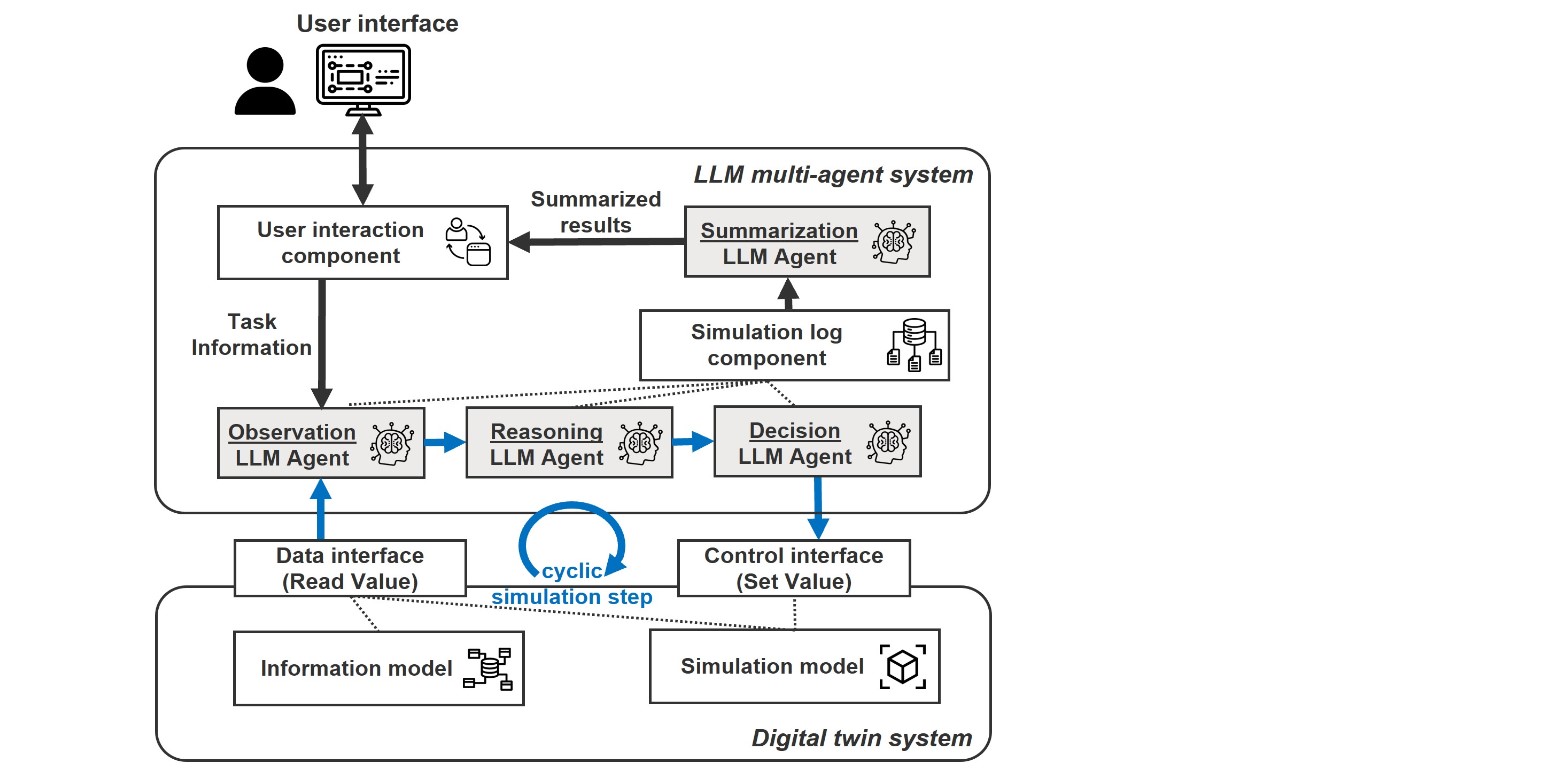 User interface
LLM multi-agent system
User interaction
component
Summarized
results
Summarization
LLM Agent
Task
Information
Simulation log
component
Observation
LLM Agent
Reasoning
LLM Agent
Decision
LLM Agent
Data interface
(Read Value)
cyclic
simulation step
Control interface
(Set Value)
Information model
Simulation model
Digital twin system